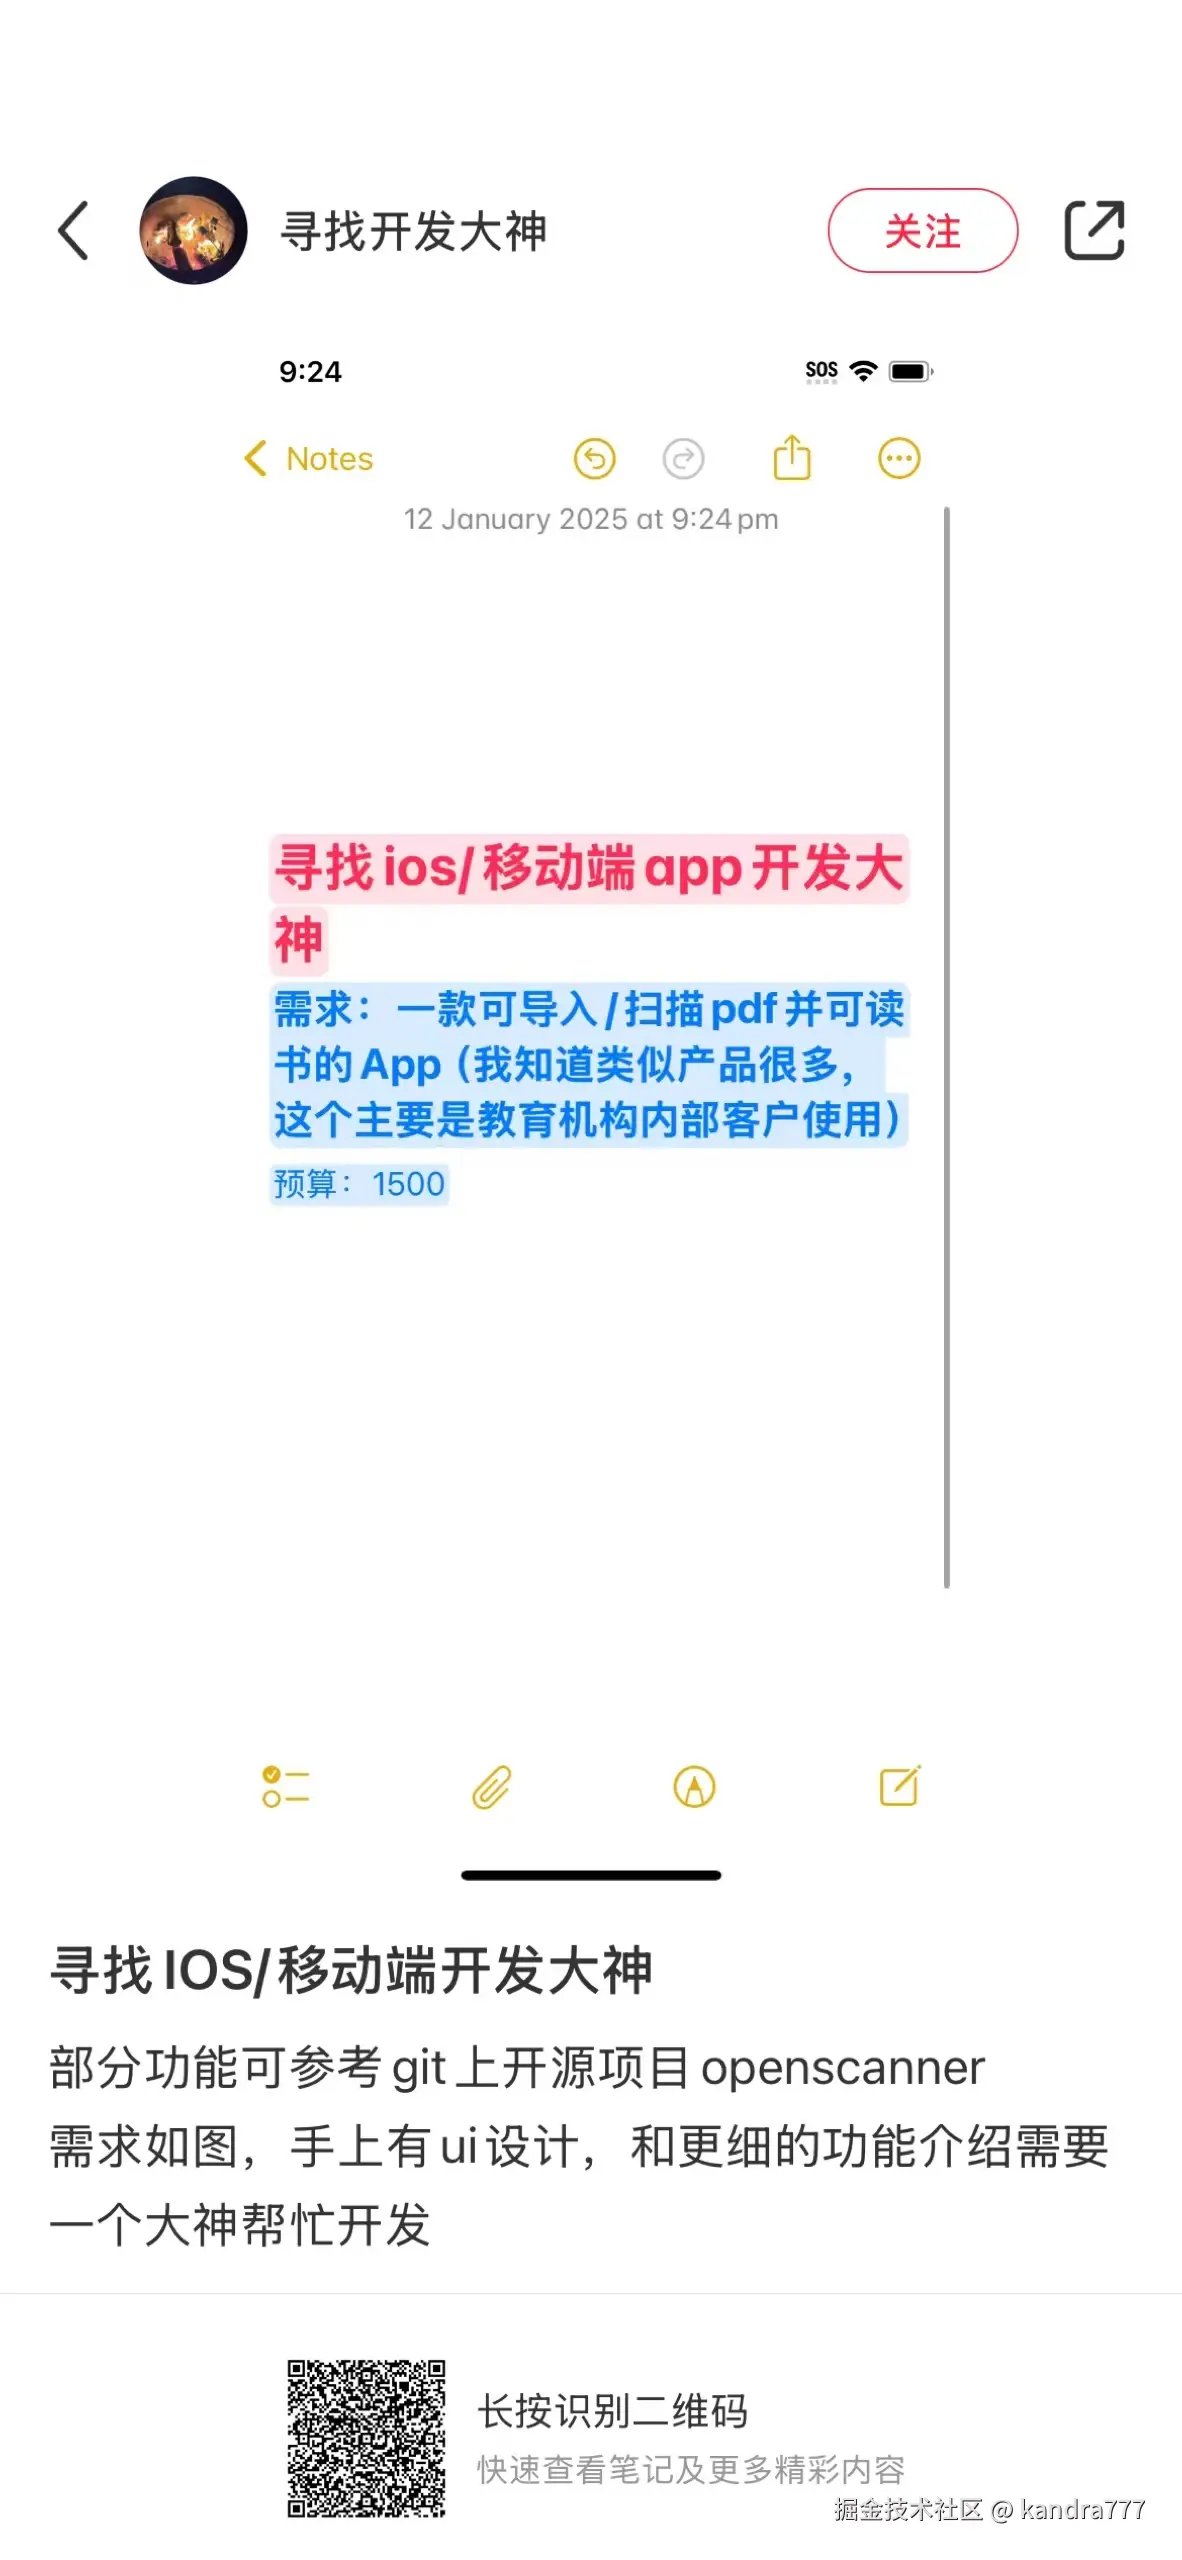 寻找开发大神
关注
9:24
SOS
Notes
12 January 2025 at 9:24 pm
寻找ios/移动端app开发大
神
需求：一款可导入/扫描pdf并可读
书的App（我知道类似产品很多，
这个主要是教育机构内部客户使用）
预算：1500
寻找IOS/移动端开发大神
部分功能可参考git上开源项目openscanner
需求如图，手上有ui设计，和更细的功能介绍需要
一个大神帮忙开发
长按识别二维码
快速查看笔记及更多精彩内容
掘金技术社区 @ kandra777